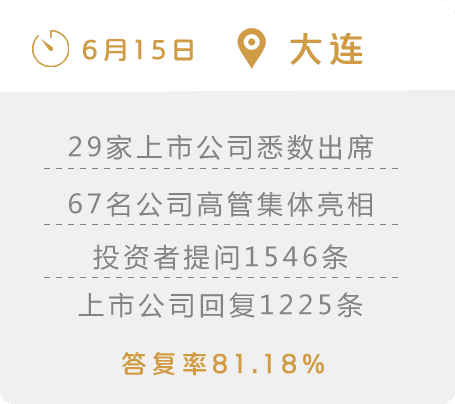 6月15日 大连
29家上市公司悉数出席
67名公司高管集体亮相
投资者提问1546条
上市公司回复1225条
答复率81.18%